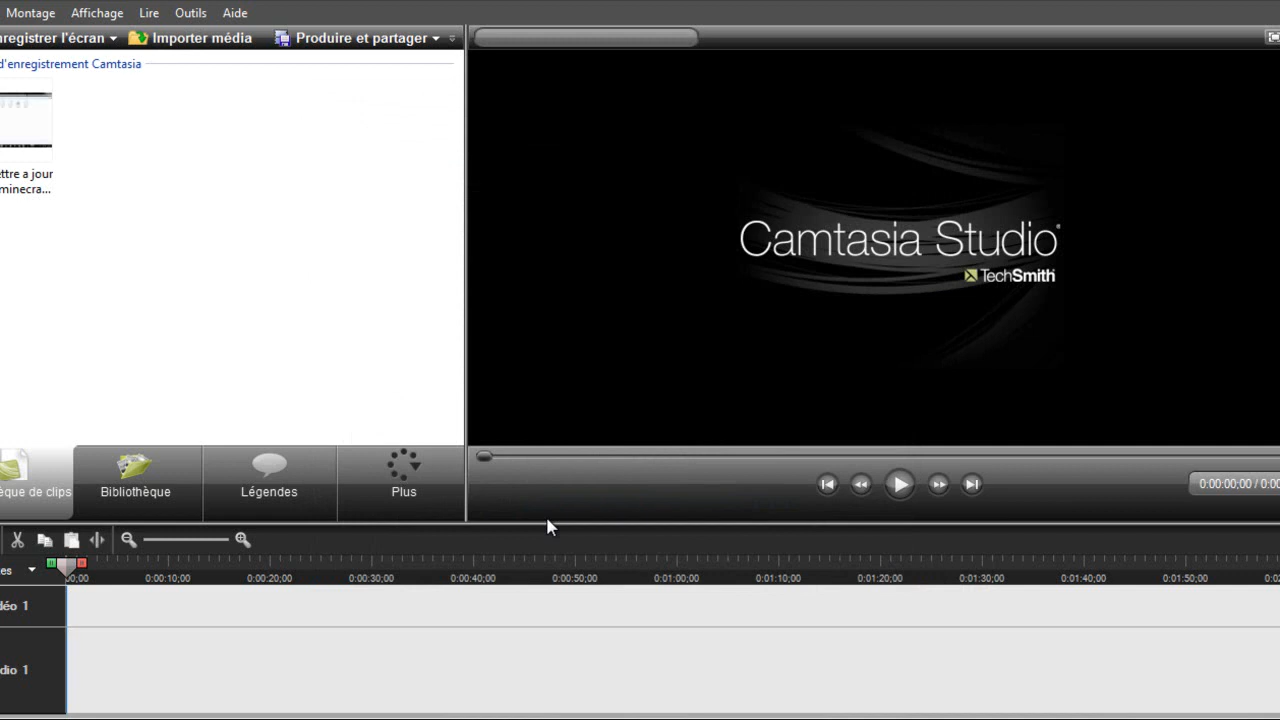 Montage Affichage Lire Outils Aide
nregistrer l'écran Importer média Produire et partager
d'enregistrement Camtasia
ettre a jour
minecra...
Camtasia Studio®
TechSmith
èque de clips Bibliothèque Légendes Plus
0:00:00;00 / 0:00
es
00:00 0:00:10;00 0:00:20;00 0:00:30;00 0:00:40;00 0:00:50;00 0:01:00;00 0:01:10;00 0:01:20;00 0:01:30;00 0:01:40;00 0:01:50;00 0:0
déo 1
dio 1